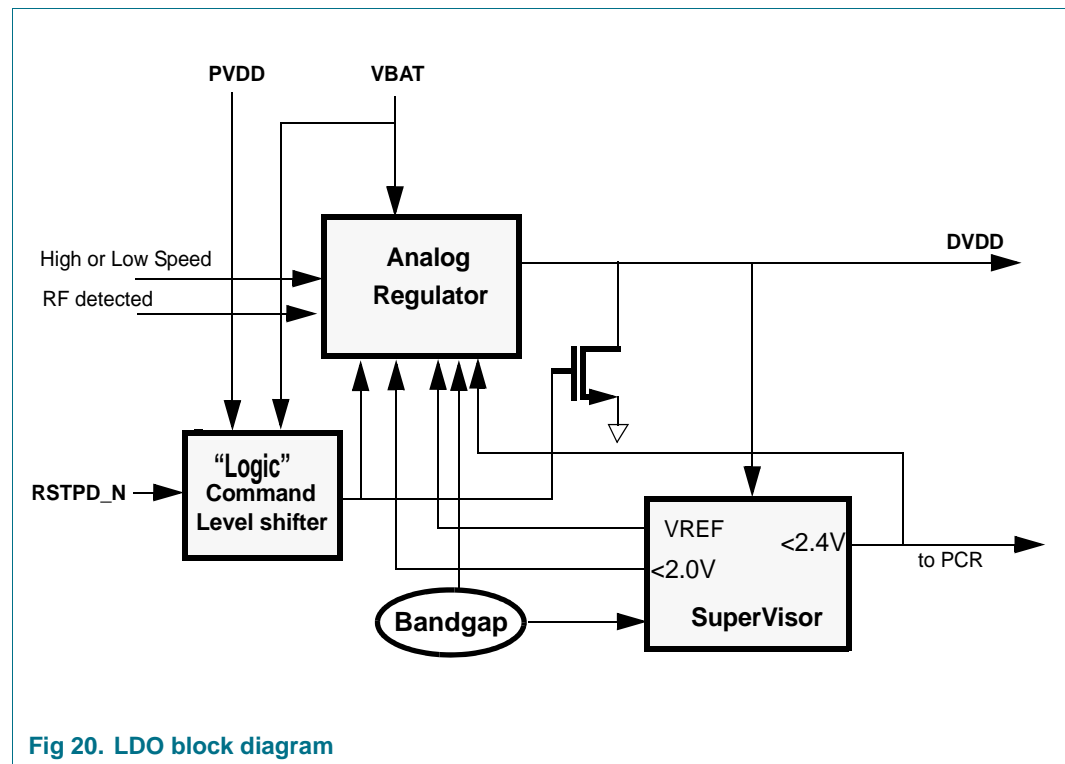 PVDD
VBAT
High or Low Speed
RF detected
Analog
Regulator
DVDD
RSTPD_N
“Logic”
Command
Level shifter
VREF
<2.0V
<2.4V
SuperVisor
to PCR
Bandgap
Fig 20. LDO block diagram